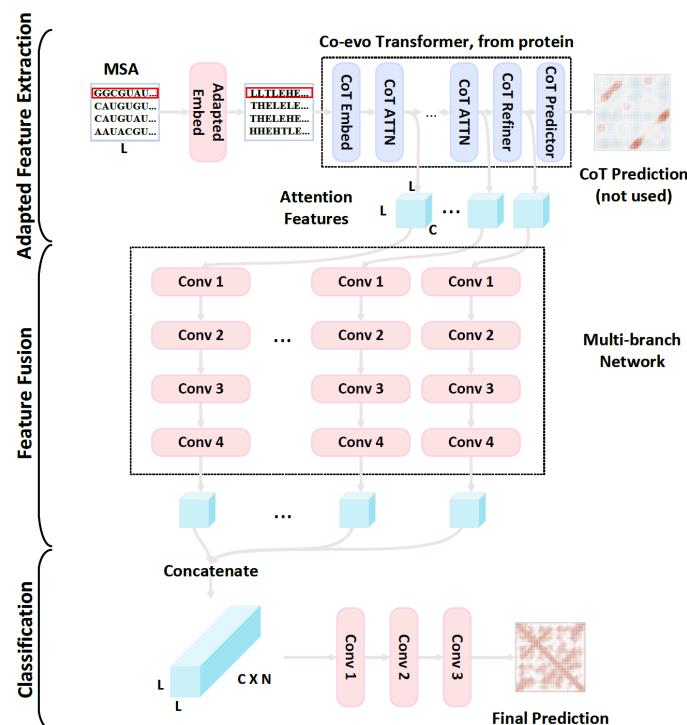 Adapted Feature Extraction
MSA
GGCGUAU...
CAUGUGU...
CAUGUAU...
AAUACGU...
L
Adapted
Embed
LLTLEHE...
THELELE...
THELEHE...
HHEHTLE...
Co-evo Transformer, from protein
CoT Embed
CoT ATTN
...
CoT ATTN
CoT Refiner
CoT Predictor
CoT Prediction
(not used)
Attention
Features
L
L
C
...
Feature Fusion
Conv 1
Conv 1
Conv 1
Conv 2
...
Conv 2
Conv 2
Conv 3
Conv 3
Conv 3
Conv 4
Conv 4
Conv 4
Multi-branch
Network
...
Classification
Concatenate
L
L
C X N
Conv 1
Conv 2
Conv 3
Final Prediction